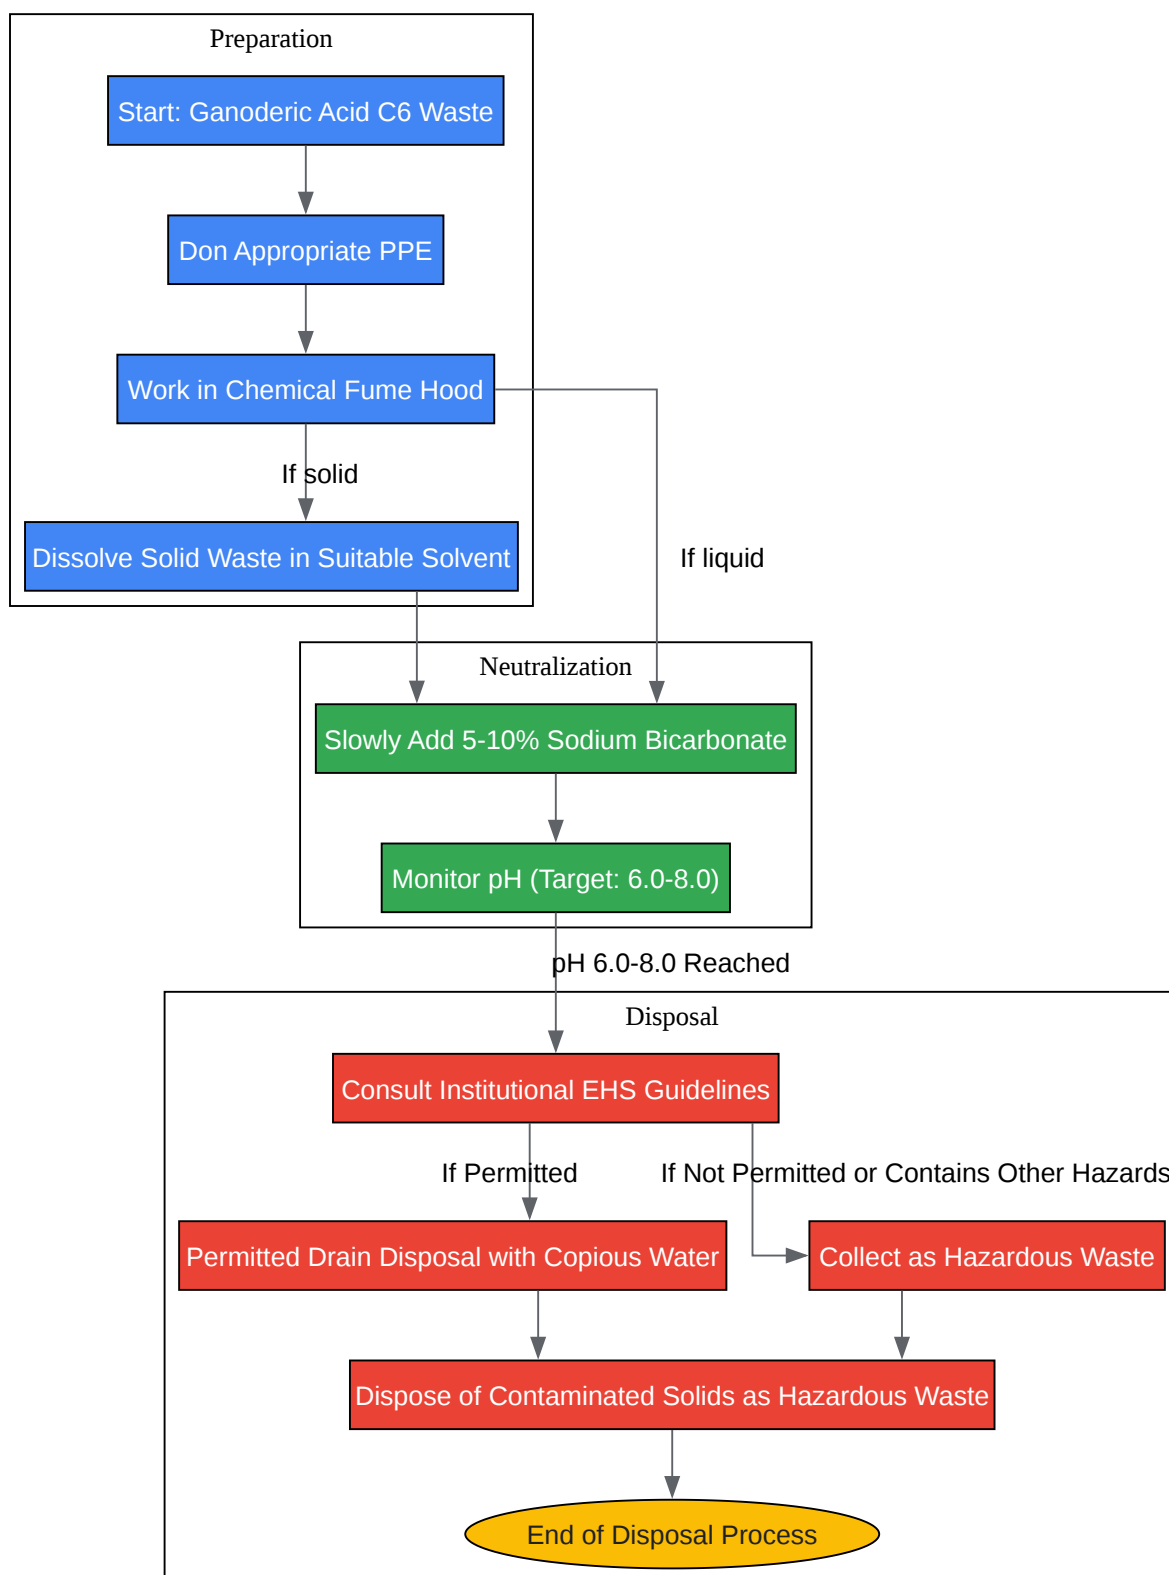 Preparation
Start: Ganoderic Acid C6 Waste
Don Appropriate PPE
Work in Chemical Fume Hood
If solid
Dissolve Solid Waste in Suitable Solvent
If liquid
Neutralization
Slowly Add 5-10% Sodium Bicarbonate
Monitor pH (Target: 6.0-8.0)
pH 6.0-8.0 Reached
Disposal
Consult Institutional EHS Guidelines
If Permitted
If Not Permitted or Contains Other Hazards
Permitted Drain Disposal with Copious Water
Collect as Hazardous Waste
Dispose of Contaminated Solids as Hazardous Waste
End of Disposal Process